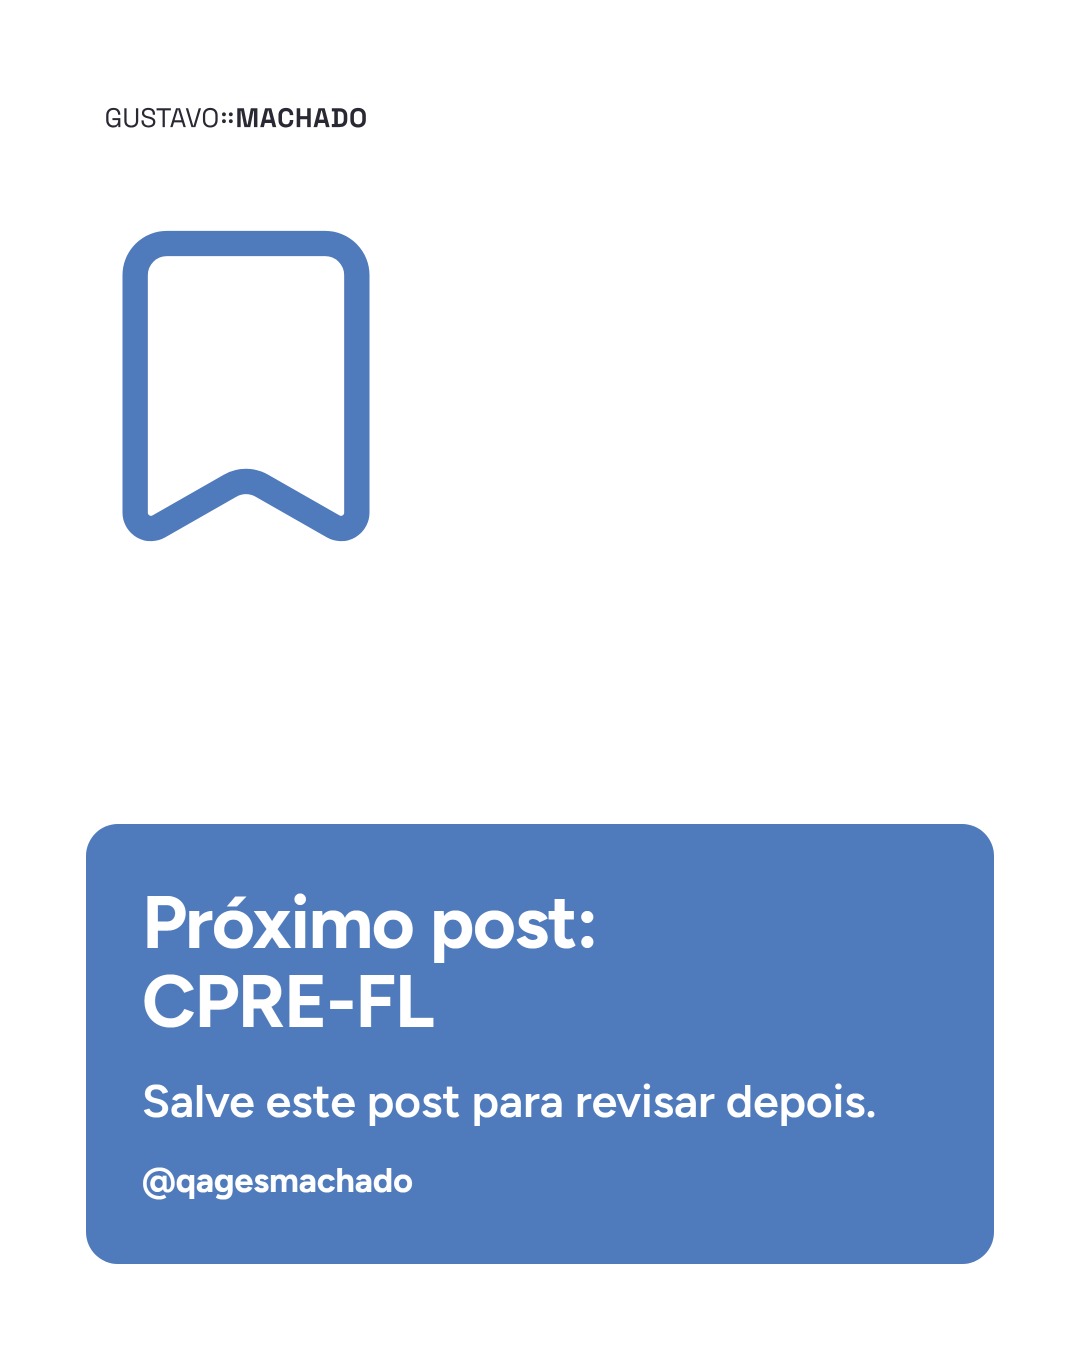 GUSTAVO::MACHADO
Próximo post:
CPRE-FL
Salve este post para revisar depois.
@qagesmachado